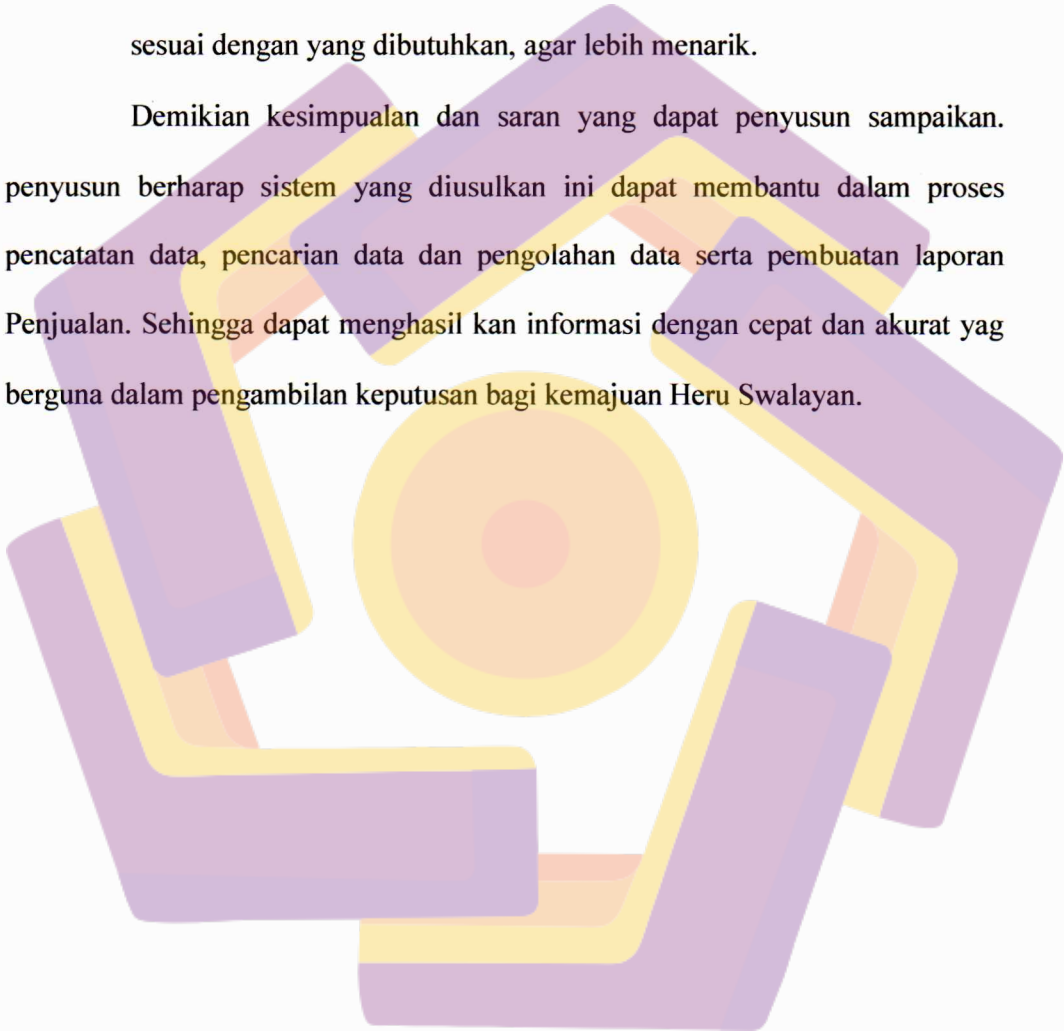 sesuai dengan yang dibutuhkan, agar lebih menarik.
Demikian kesimpualan dan saran yang dapat penyusun sampaikan.
penyusun berharap sistem yang diusulkan ini dapat membantu dalam proses
pencatatan data, pencarian data dan pengolahan data serta pembuatan laporan
Penjualan. Sehingga dapat menghasil kan informasi dengan cepat dan akurat yag
berguna dalam pengambilan keputusan bagi kemajuan Heru Swalayan.